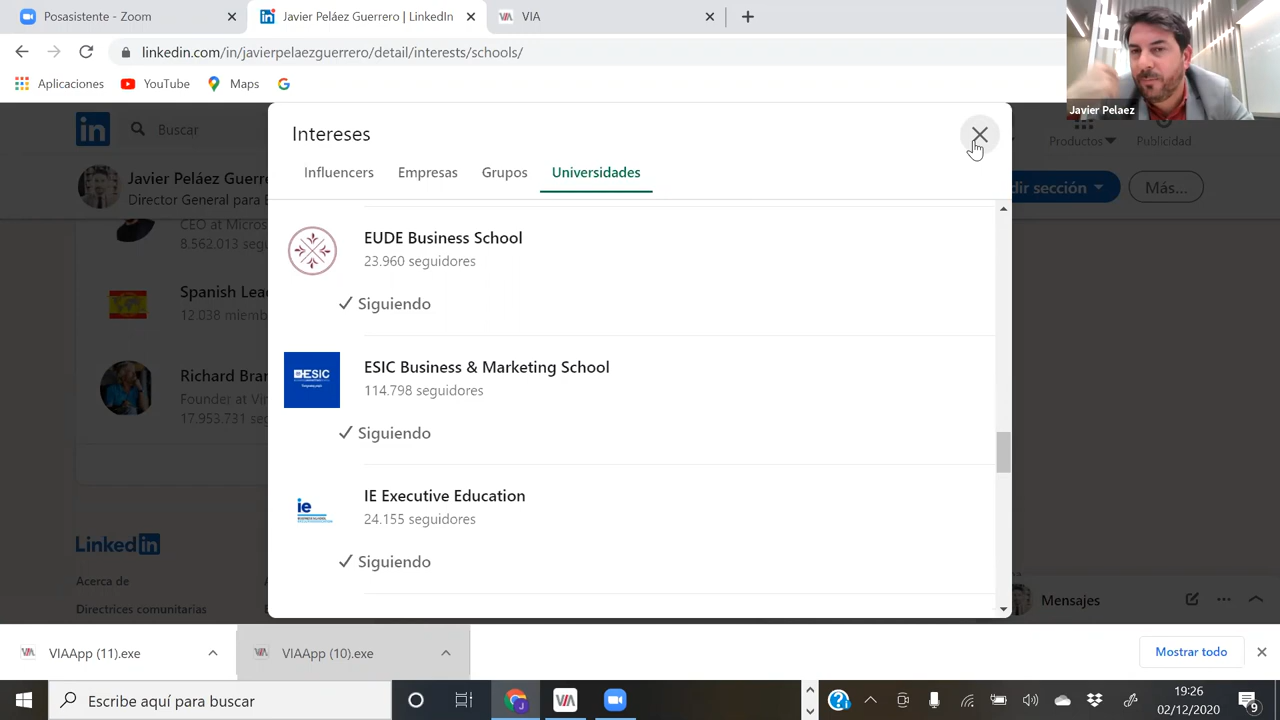 Posasistente - Zoom
Javier Peláez Guerrero | LinkedIn
VIA
linkedin.com/in/javierpelaezguerrero/detail/interests/schools/
Aplicaciones
YouTube
Maps
Javier Pelaez
Buscar
Productos
Publicidad
Javier Peláez Guerre
Director General para E
dir sección
Más...
Intereses
Influencers
Empresas
Grupos
Universidades
CEO at Micros
8.562.013 segu
Spanish Lea
12.038 miemb
Richard Bran
Founder at Vir
17.953.731 seg
EUDE Business School
23.960 seguidores
Siguiendo
ESIC
ESIC Business & Marketing School
114.798 seguidores
Siguiendo
ie
IE Executive Education
24.155 seguidores
Siguiendo
LinkedIn
Acerca de
Directrices comunitarias
Mensajes
VIAApp (11).exe
VIAApp (10).exe
Mostrar todo
Escribe aquí para buscar
19:26
02/12/2020
9